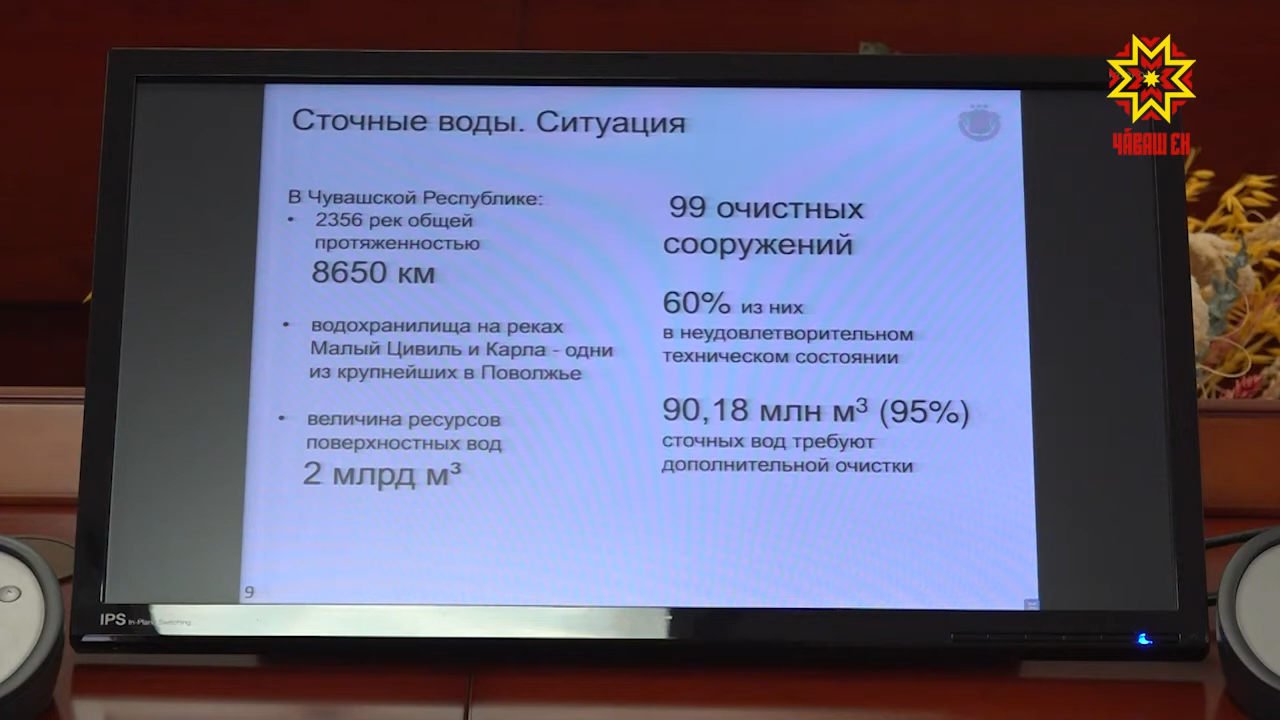 ЧӐВАШ ЕН
Сточные воды. Ситуация
В Чувашской Республике:
• 2356 рек общей
протяженностью
8650 км
• водохранилища на реках
Малый Цивиль и Карла - одни
из крупнейших в Поволжье
• величина ресурсов
поверхностных вод
2 млрд м³
99 очистных
сооружений
60% из них
в неудовлетворительном
техническом состоянии
90,18 млн м³ (95%)
сточных вод требуют
дополнительной очистки
9
IPS In-Plane Switching